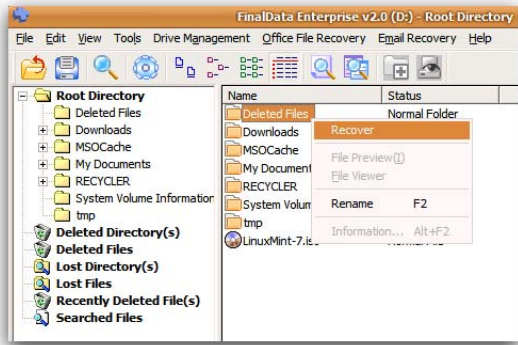 FinalData Enterprise v2.0 (D:) - Root Directory
File Edit View Tools Drive Management Office File Recovery Email Recovery Help
Root Directory
Deleted Files
Downloads
MSOCache
My Documents
RECYCLER
System Volume Information
tmp
Deleted Directory(s)
Deleted Files
Lost Directory(s)
Lost Files
Recently Deleted File(s)
Searched Files
Name Status
Deleted Files Normal Folder
Downloads
MSOCache
My Document
RECYCLER
System Volum
tmp
LinuxMint-7.is
Recover
File Preview(I)
File Viewer
Rename F2
Information... Alt+F2